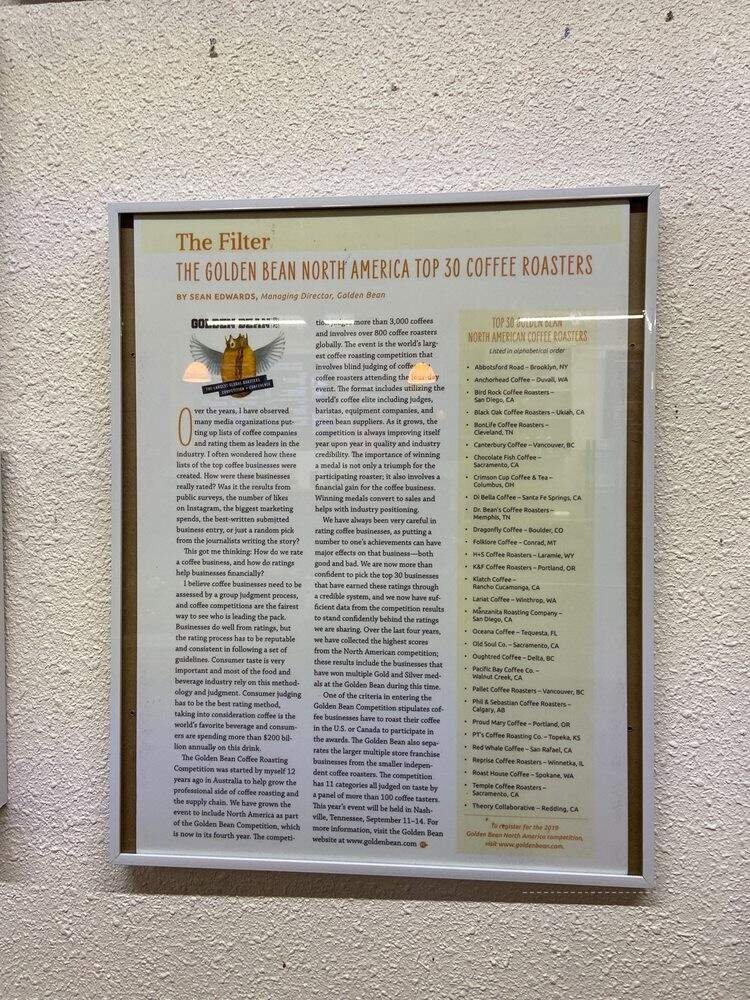 The Filter
THE GOLDEN BEAN NORTH AMERICA TOP 30 COFFEE ROASTERS
BY SEAN EDWARDS, Managing Director, Golden Bean
GOLDEN BEAN
THE LARGEST GLOBAL ROASTERS
COMPETITION + CONFERENCE
Over the years, I have observed
many media organizations put-
ting up lists of coffee companies
and rating them as leaders in the
industry. I often wondered how these
lists of the top coffee businesses were
created. How were these businesses
really rated? Was it the results from
public surveys, the number of likes
on Instagram, the biggest marketing
spends, the best-written submitted
business entry, or just a random pick
from the journalists writing the story?
This got me thinking: How do we rate
a coffee business, and how do ratings
help businesses financially?
I believe coffee businesses need to be
assessed by a group judgment process,
and coffee competitions are the fairest
way to see who is leading the pack.
Businesses do well from ratings, but
the rating process has to be reputable
and consistent in following a set of
guidelines. Consumer taste is very
important and most of the food and
beverage industry rely on this method-
ology and judgment. Consumer judging
has to be the best rating method,
taking into consideration coffee is the
world's favorite beverage and consum-
ers are spending more than $200 bil-
lion annually on this drink.
The Golden Bean Coffee Roasting
Competition was started by myself 12
years ago in Australia to help grow the
professional side of coffee roasting and
the supply chain. We have grown the
event to include North America as part
of the Golden Bean Competition, which
is now in its fourth year. The competi-
tion judges more than 3,000 coffees
and involves over 800 coffee roasters
globally. The event is the world's larg-
est coffee roasting competition that
involves blind judging of coffee
coffee roasters attending the four-day
event. The format includes utilizing the
world's coffee elite including judges,
baristas, equipment companies, and
green bean suppliers. As it grows, the
competition is always improving itself
year upon year in quality and industry
credibility. The importance of winning
a medal is not only a triumph for the
participating roaster; it also involves a
financial gain for the coffee business.
Winning medals convert to sales and
helps with industry positioning.
We have always been very careful in
rating coffee businesses, as putting a
number to one's achievements can have
major effects on that business—both
good and bad. We are now more than
confident to pick the top 30 businesses
that have earned these ratings through
a credible system, and we now have suf-
ficient data from the competition results
to stand confidently behind the ratings
we are sharing. Over the last four years,
we have collected the highest scores
from the North American competition;
these results include the businesses that
have won multiple Gold and Silver med-
als at the Golden Bean during this time.
One of the criteria in entering the
Golden Bean Competition stipulates cof-
fee businesses have to roast their coffee
in the U.S. or Canada to participate in
the awards. The Golden Bean also sepa-
rates the larger multiple store franchise
businesses from the smaller indepen-
dent coffee roasters. The competition
has 11 categories all judged on taste by
a panel of more than 100 coffee tasters.
This year's event will be held in Nash-
ville, Tennessee, September 11–14. For
more information, visit the Golden Bean
website at www.goldenbean.com
TOP 30 GOLDEN BEAN
NORTH AMERICAN COFFEE ROASTERS
Listed in alphabetical order
• Abbotsford Road – Brooklyn, NY
• Anchorhead Coffee – Duvall, WA
• Bird Rock Coffee Roasters –
San Diego, CA
• Black Oak Coffee Roasters – Ukiah, CA
• BonLife Coffee Roasters –
Cleveland, TN
• Canterbury Coffee – Vancouver, BC
• Chocolate Fish Coffee –
Sacramento, CA
• Crimson Cup Coffee & Tea –
Columbus, OH
• Di Bella Coffee – Santa Fe Springs, CA
• Dr. Bean's Coffee Roasters –
Memphis, TN
• Dragonfly Coffee – Boulder, CO
• Folklore Coffee – Conrad, MT
• H+S Coffee Roasters – Laramie, WY
• K&F Coffee Roasters – Portland, OR
• Klatch Coffee –
Rancho Cucamonga, CA
• Lariat Coffee – Winthrop, WA
• Manzanita Roasting Company –
San Diego, CA
• Oceana Coffee – Tequesta, FL
• Old Soul Co. – Sacramento, CA
• Oughtred Coffee – Delta, BC
• Pacific Bay Coffee Co. –
Walnut Creek, CA
• Pallet Coffee Roasters – Vancouver, BC
• Phil & Sebastian Coffee Roasters –
Calgary, AB
• Proud Mary Coffee – Portland, OR
• PT's Coffee Roasting Co. – Topeka, KS
• Red Whale Coffee – San Rafael, CA
• Reprise Coffee Roasters – Winnetka, IL
• Roast House Coffee – Spokane, WA
• Temple Coffee Roasters –
Sacramento, CA
• Theory Collaborative – Redding, CA
To register for the 2019
Golden Bean North America competition,
visit www.goldenbean.com.